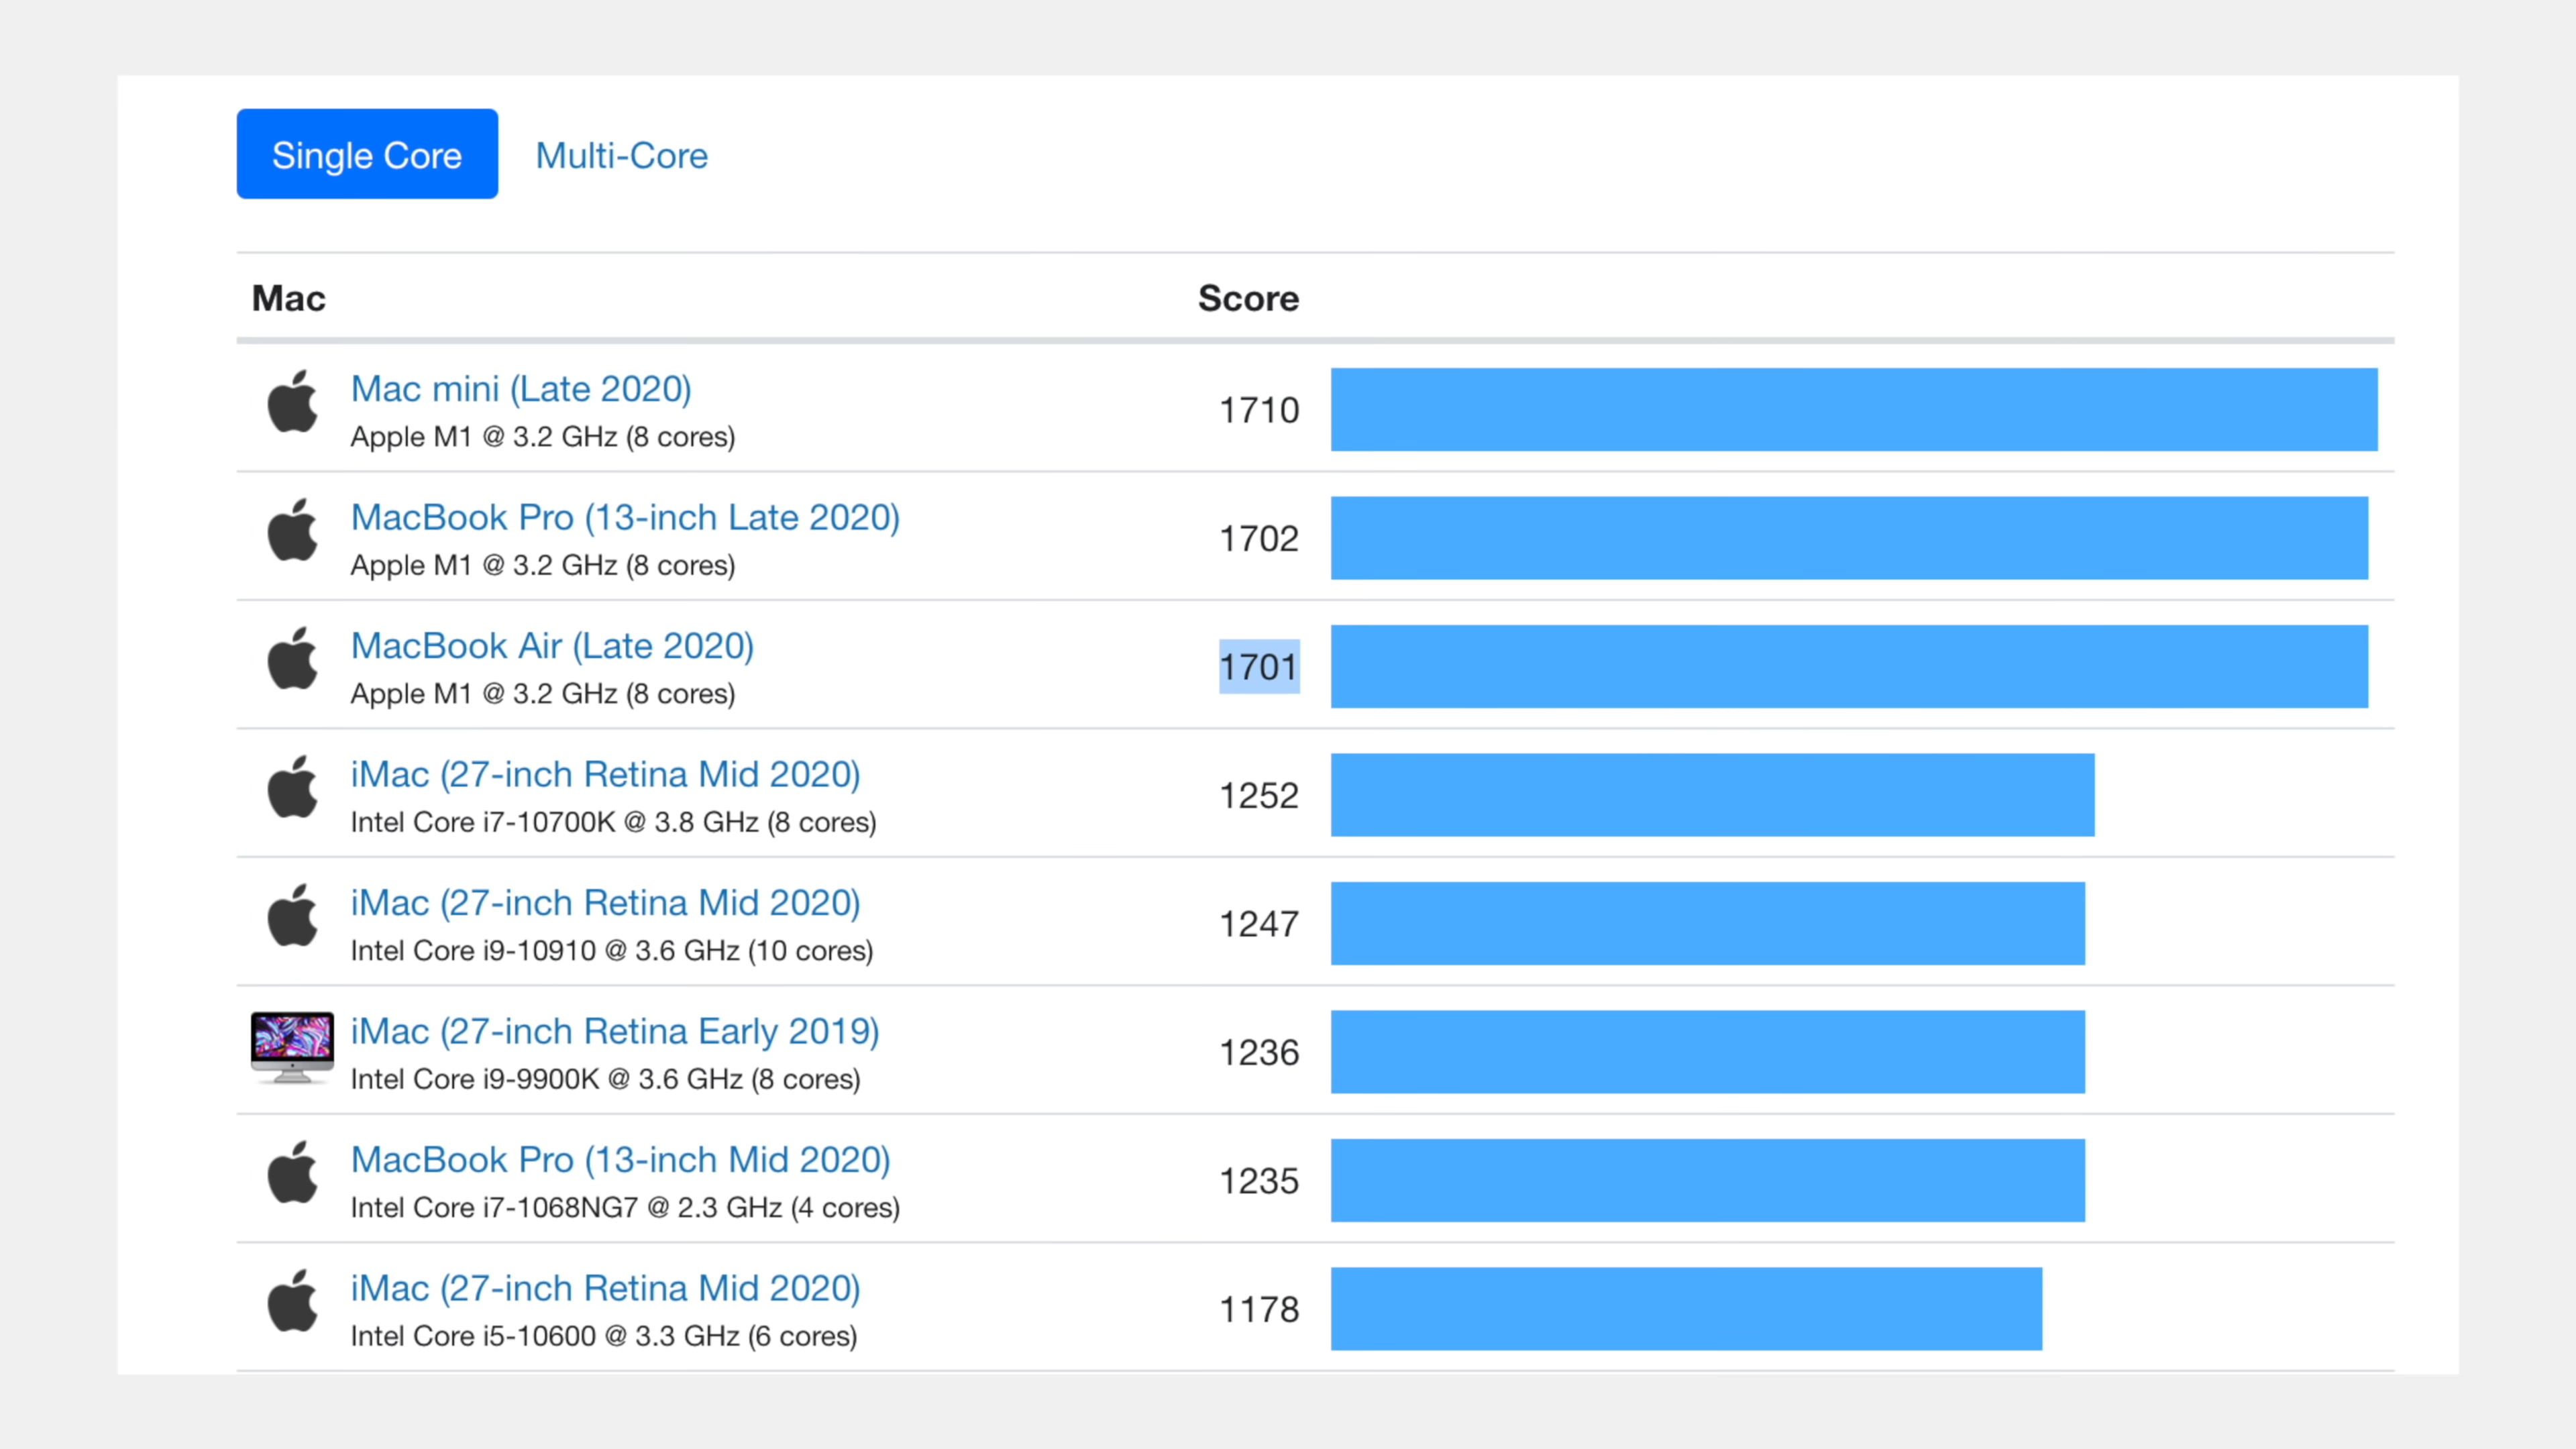 Single Core Multi-Core
Mac Score
Mac mini (Late 2020)
Apple M1 @ 3.2 GHz (8 cores)
1710
MacBook Pro (13-inch Late 2020)
Apple M1 @ 3.2 GHz (8 cores)
1702
MacBook Air (Late 2020)
Apple M1 @ 3.2 GHz (8 cores)
1701
iMac (27-inch Retina Mid 2020)
Intel Core i7-10700K @ 3.8 GHz (8 cores)
1252
iMac (27-inch Retina Mid 2020)
Intel Core i9-10910 @ 3.6 GHz (10 cores)
1247
iMac (27-inch Retina Early 2019)
Intel Core i9-9900K @ 3.6 GHz (8 cores)
1236
MacBook Pro (13-inch Mid 2020)
Intel Core i7-1068NG7 @ 2.3 GHz (4 cores)
1235
iMac (27-inch Retina Mid 2020)
Intel Core i5-10600 @ 3.3 GHz (6 cores)
1178